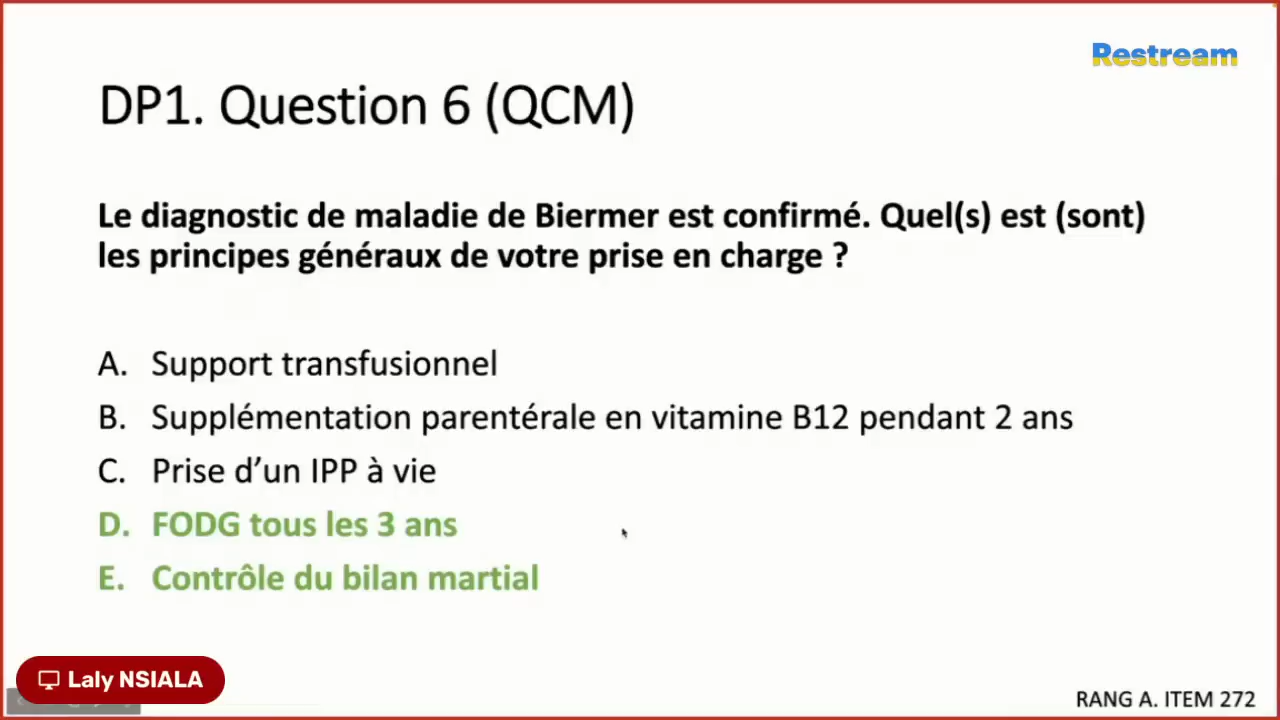 Restream
DP1. Question 6 (QCM)
Le diagnostic de maladie de Biermer est confirmé. Quel(s) est (sont)
les principes généraux de votre prise en charge ?
A. Support transfusionnel
B. Supplémentation parentérale en vitamine B12 pendant 2 ans
C. Prise d’un IPP à vie
D. FODG tous les 3 ans
E. Contrôle du bilan martial
Laly NSIALA
RANG A. ITEM 272